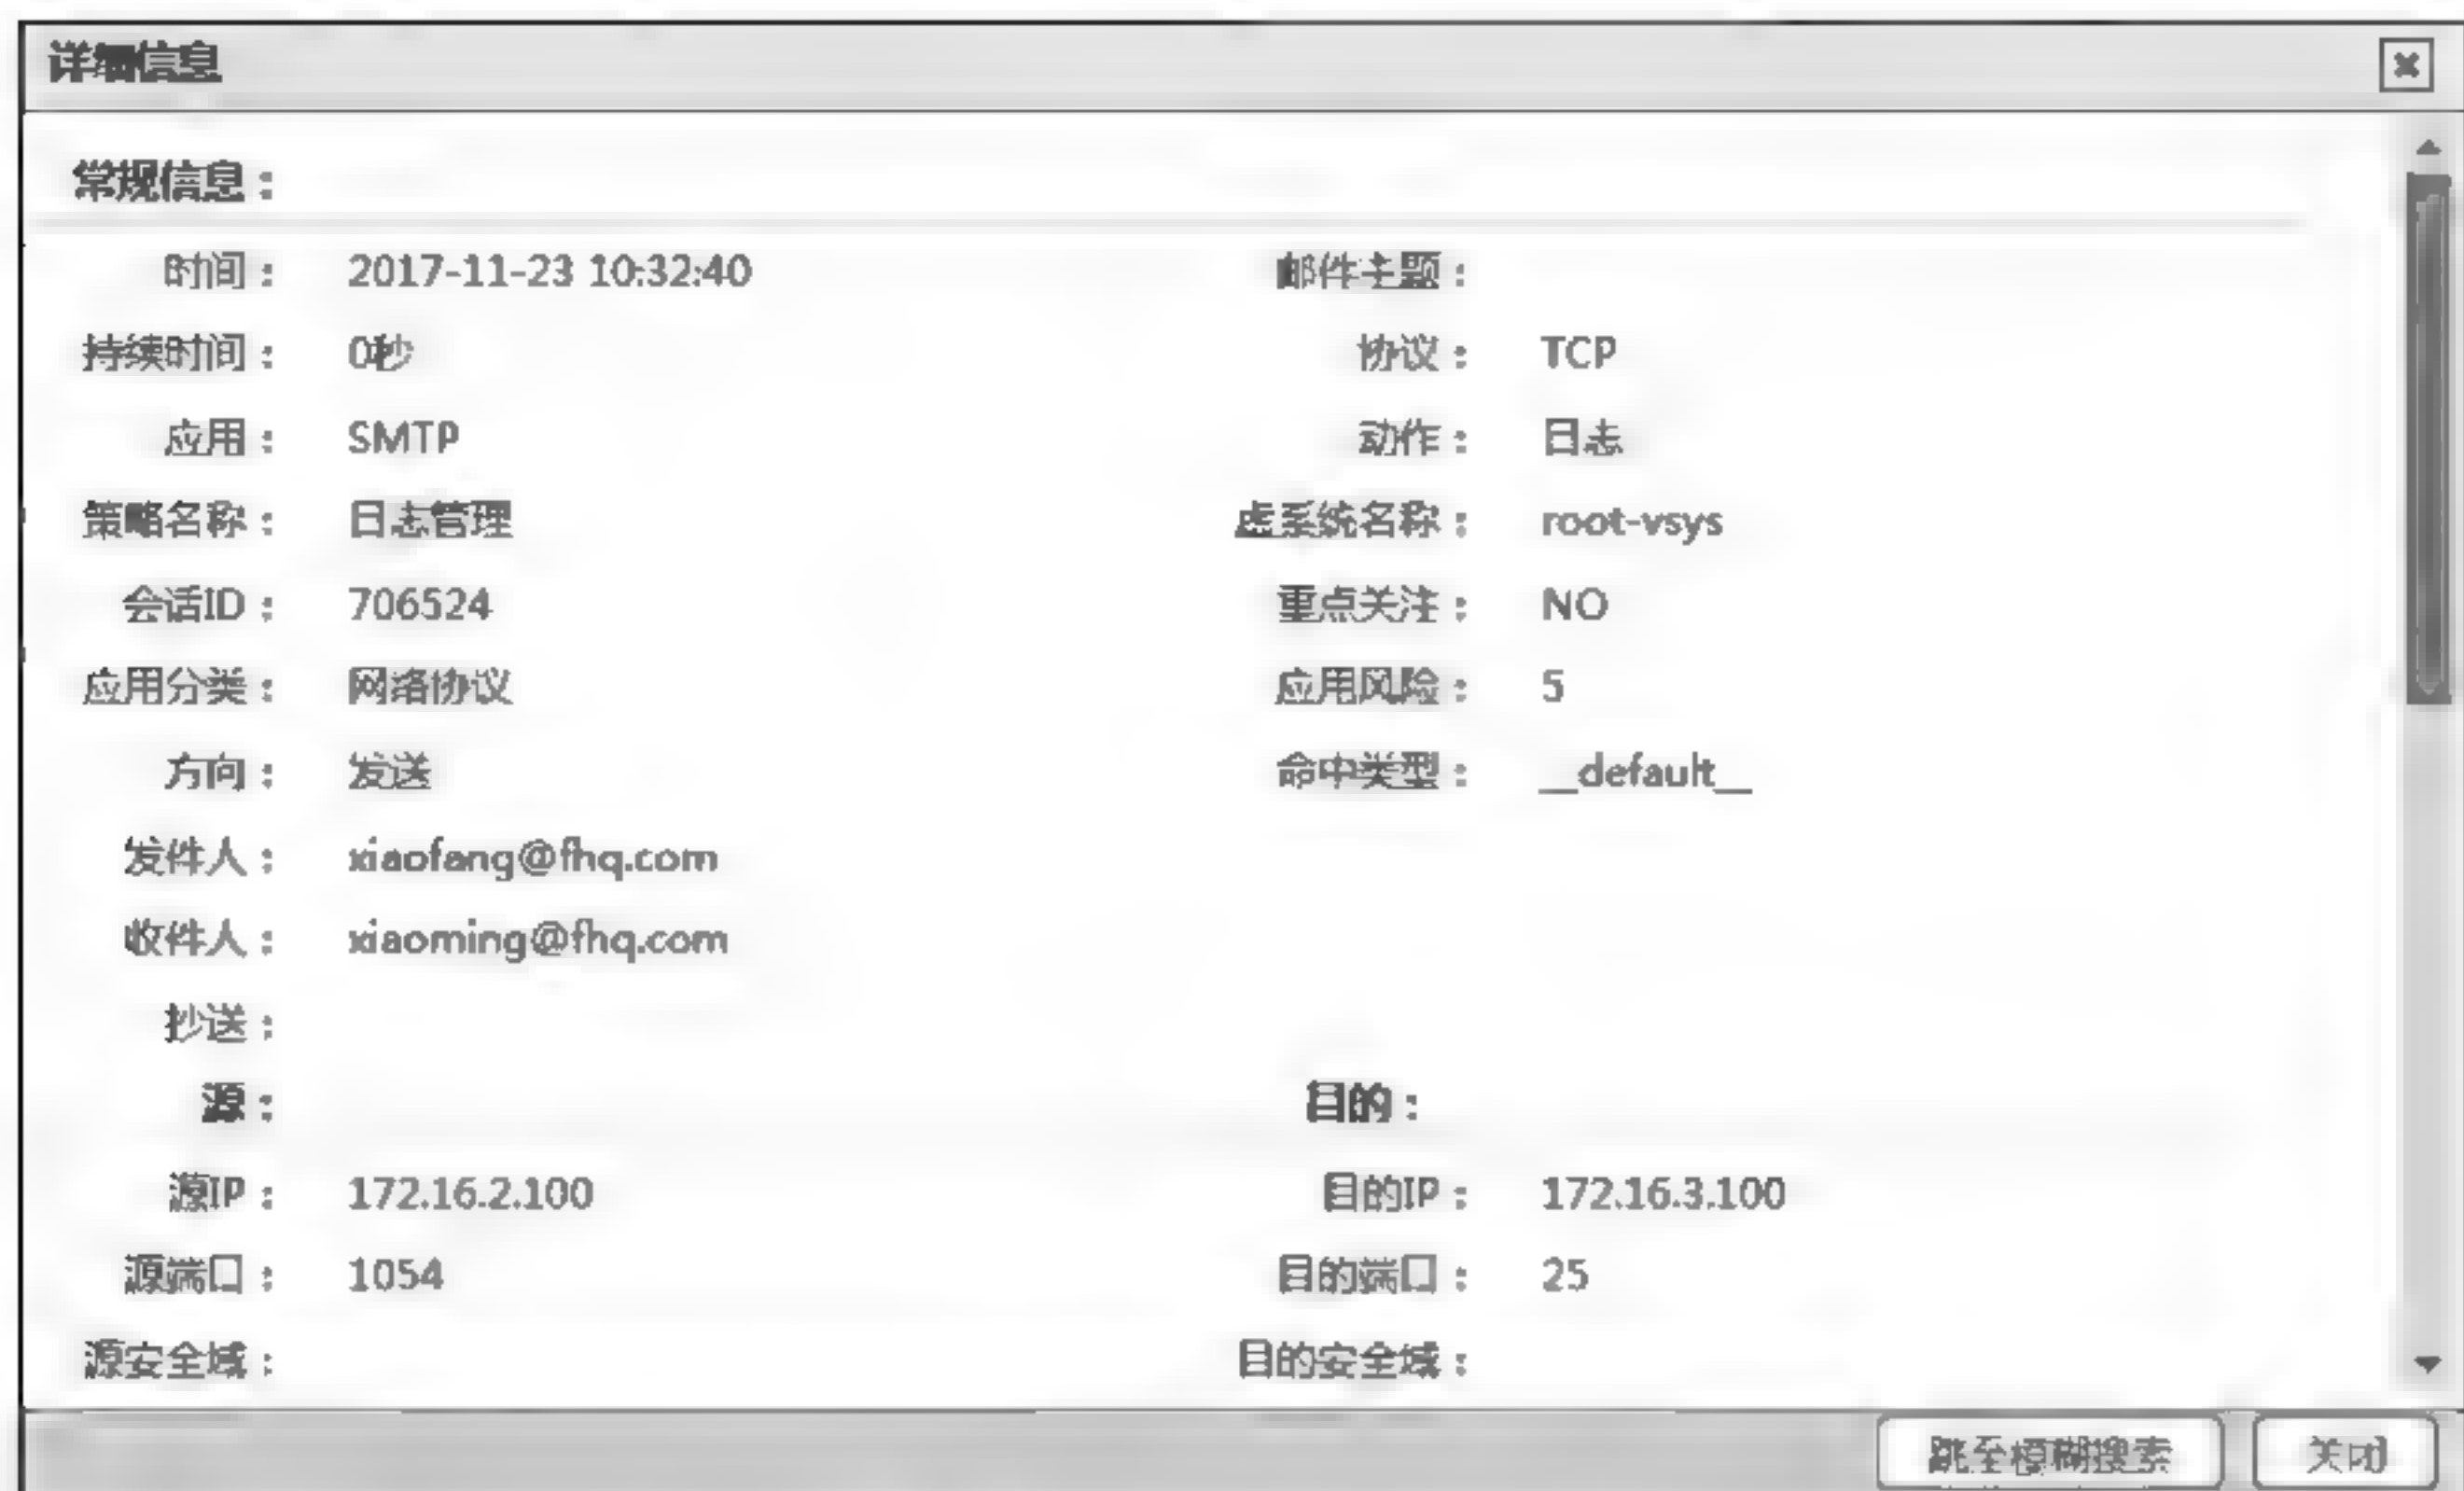 详细信息
常规信息：
时间： 2017-11-23 10:32:40 邮件主题：
持续时间： 0秒 协议： TCP
应用： SMTP 动作： 日志
策略名称： 日志管理 虚系统名称： root-vsys
会话ID： 706524 重点关注： NO
应用分类： 网络协议 应用风险： 5
方向： 发送 命中类型： __default__
发件人： xiaofang@fhq.com
收件人： xiaoming@fhq.com
抄送：
源： 目的：
源IP： 172.16.2.100 目的IP： 172.16.3.100
源端口： 1054 目的端口： 25
源安全域： 目的安全域：
跳至模糊搜索 关闭